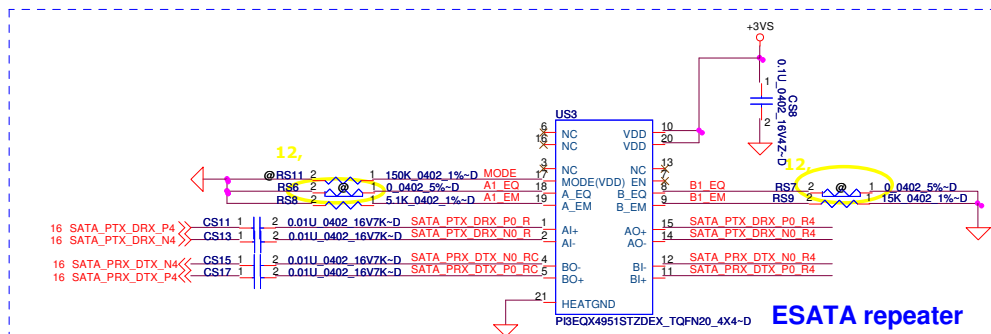 +3VS
0.1U_0402_16V4Z~D
CS8
1
2
US3
6 NC VDD 10
16 NC VDD 20
3 NC NC 13
17 MODE(VDD) EN 7
18 A_EQ B_EQ 8
19 A_EM B_EM 9
1 AI+ AO+ 15
2 AI- AO- 14
4 BO- BI- 12
5 BO+ BI+ 11
21 HEATGND
PI3EQX4951STZDEX_TQFN20_4X4~D
12,
@ RS11 2 1 150K_0402_1%~D MODE
RS6 2 @ 1 0_0402_5%~D A1_EQ
RS8 2 1 5.1K_0402_1%~D A1_EM
12,
B1_EQ RS7 2 @ 1 0_0402_5%~D
B1_EM RS9 2 1 15K_0402_1%~D
16 SATA_PTX_DRX_P4 CS11 1 2 0.01U_0402_16V7K~D SATA_PTX_DRX_P0_R
16 SATA_PTX_DRX_N4 CS13 1 2 0.01U_0402_16V7K~D SATA_PTX_DRX_N0_R
16 SATA_PRX_DTX_N4 CS15 1 2 0.01U_0402_16V7K~D SATA_PRX_DTX_N0_RC
16 SATA_PRX_DTX_P4 CS17 1 2 0.01U_0402_16V7K~D SATA_PRX_DTX_P0_RC
SATA_PTX_DRX_P0_R4
SATA_PTX_DRX_N0_R4
SATA_PRX_DTX_N0_R4
SATA_PRX_DTX_P0_R4
ESATA repeater